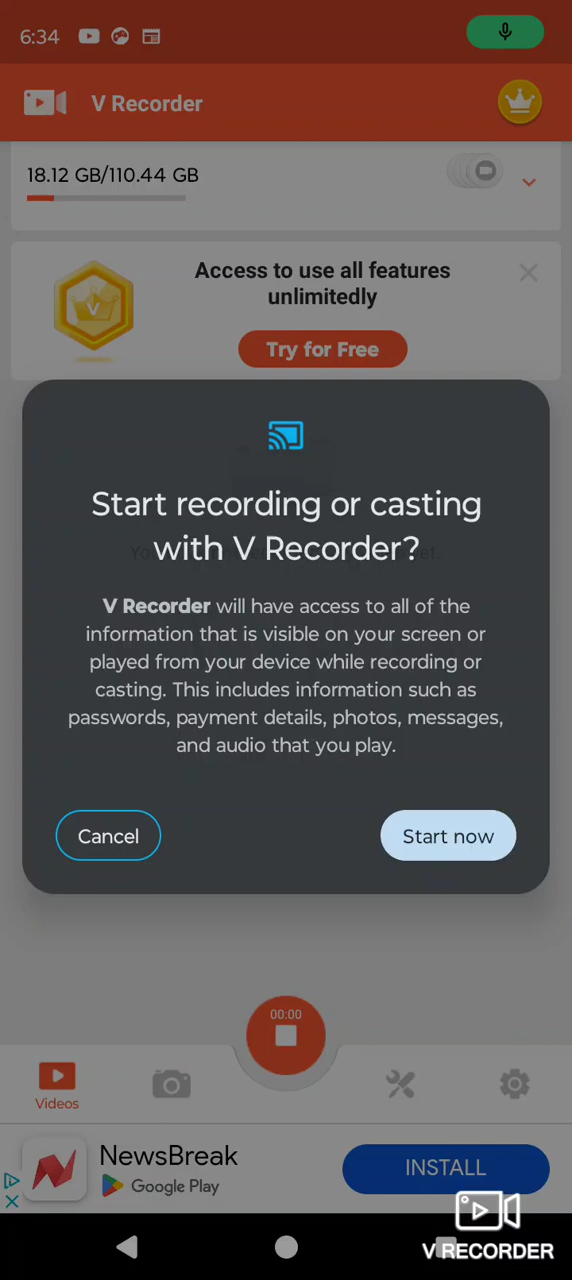 6:34
V Recorder
18.12 GB/110.44 GB
Access to use all features
unlimitedly
V
Try for Free
Start recording or casting
with V Recorder?
V Recorder will have access to all of the
information that is visible on your screen or
played from your device while recording or
casting. This includes information such as
passwords, payment details, photos, messages,
and audio that you play.
Cancel
Start now
00:00
Videos
NewsBreak
Google Play
INSTALL
V RECORDER